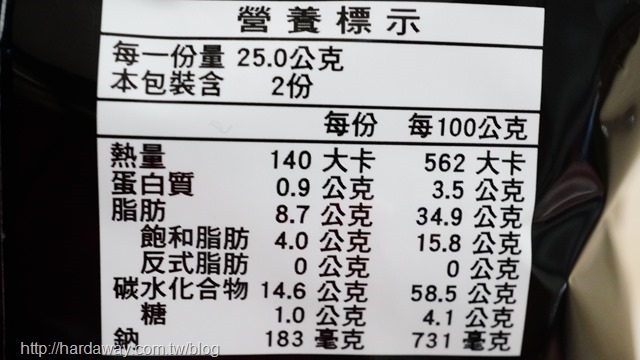 營養標示
每一份量 25.0公克
本包裝含 2份
每份 每100公克
熱量 140 大卡 562 大卡
蛋白質 0.9 公克 3.5 公克
脂肪 8.7 公克 34.9 公克
飽和脂肪 4.0 公克 15.8 公克
反式脂肪 0 公克 0 公克
碳水化合物 14.6 公克 58.5 公克
糖 1.0 公克 4.1 公克
鈉 183 毫克 731 毫克
http://hardaway.com.tw/blog